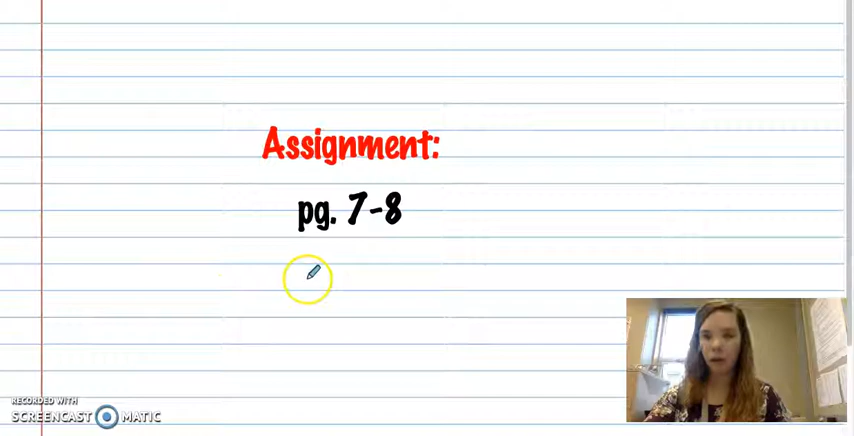 Assignment:
pg. 7-8
RECORDED WITH
SCREENCAST MATIC